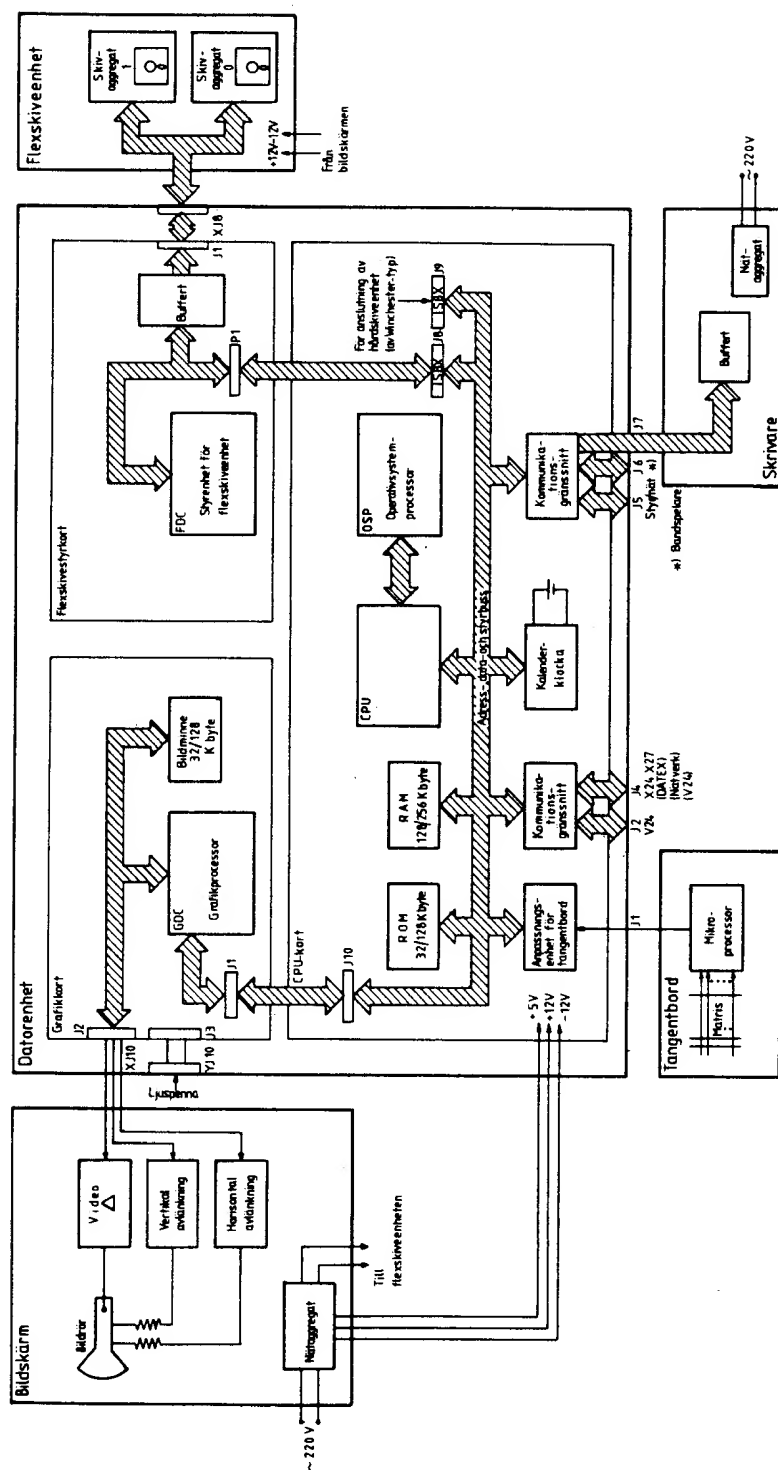 Bildskärm
Bildrör
Video
Vertikal
avlänkning
Horisontal
avlänkning
Nätaggregat
~ 220 V
Till
flexskiveenheten
Datorenhet
Grafikkort
J2
XJ10
YJ10
J3
Ljuspenna
GDC
Grafikprocessor
Bildminne
32/128
K byte
J1
Flexskivestyrkort
FDC
Styrenhet för
flexskiveenhet
Buffert
P1
J1
XJ8
Flexskiveenhet
Skiv-
aggregat
1
Skiv-
aggregat
0
+12V-12V
Från
bildskärmen
CPU-kort
J10
ROM
32/128 K byte
RAM
128/256 K byte
CPU
OSP
Operativsystem-
processor
För anslutning av
hårdskiveenhet
(av Winchester-typ)
SBX J8
SBX J9
Adress-, data- och styrbuss
+ 5V
+12V
-12V
Anpassnings-
enhet för
tangentbord
Kommunika-
tions-
gränssnitt
Kalender-
klocka
Kommunika-
tions-
gränssnitt
J1
J2
V24
J4
X24 X27
(DATEX)
(Nätverk)
(V24)
J5
Styrhät *)
J6
J7
*) Bandspelare
Tangentbord
Matris
Mikro-
processor
Skrivare
Buffert
Nät-
aggregat
~ 220 V